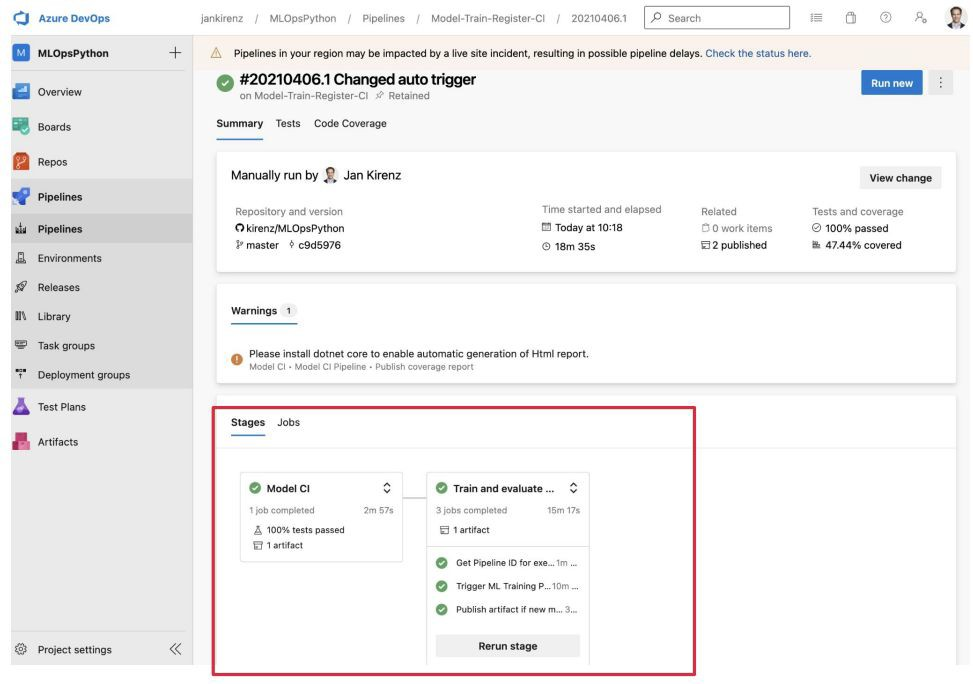 Azure DevOps
jankirenz / MLOpsPython / Pipelines / Model-Train-Register-CI / 20210406.1
Search
M MLOpsPython
Overview
Boards
Repos
Pipelines
Pipelines
Environments
Releases
Library
Task groups
Deployment groups
Test Plans
Artifacts
Project settings
Pipelines in your region may be impacted by a live site incident, resulting in possible pipeline delays. Check the status here.
#20210406.1 Changed auto trigger
on Model-Train-Register-CI Retained
Run new
Summary Tests Code Coverage
Manually run by Jan Kirenz
View change
Repository and version
kirenz/MLOpsPython
master c9d5976
Time started and elapsed
Today at 10:18
18m 35s
Related
0 work items
2 published
Tests and coverage
100% passed
47.44% covered
Warnings 1
Please install dotnet core to enable automatic generation of Html report.
Model CI • Model CI Pipeline • Publish coverage report
Stages Jobs
Model CI
1 job completed 2m 57s
100% tests passed
1 artifact
Train and evaluate ...
3 jobs completed 15m 17s
1 artifact
Get Pipeline ID for exe... 1m ...
Trigger ML Training P... 10m ...
Publish artifact if new m... 3...
Rerun stage